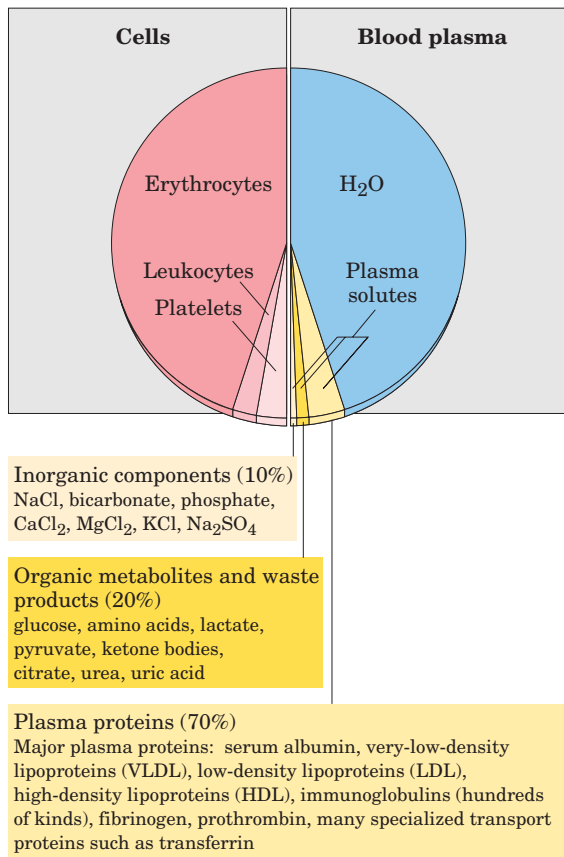 Cells
Blood plasma
Erythrocytes
H₂O
Leukocytes
Platelets
Plasma
solutes
Inorganic components (10%)
NaCl, bicarbonate, phosphate,
CaCl₂, MgCl₂, KCl, Na₂SO₄
Organic metabolites and waste
products (20%)
glucose, amino acids, lactate,
pyruvate, ketone bodies,
citrate, urea, uric acid
Plasma proteins (70%)
Major plasma proteins: serum albumin, very-low-density
lipoproteins (VLDL), low-density lipoproteins (LDL),
high-density lipoproteins (HDL), immunoglobulins (hundreds
of kinds), fibrinogen, prothrombin, many specialized transport
proteins such as transferrin